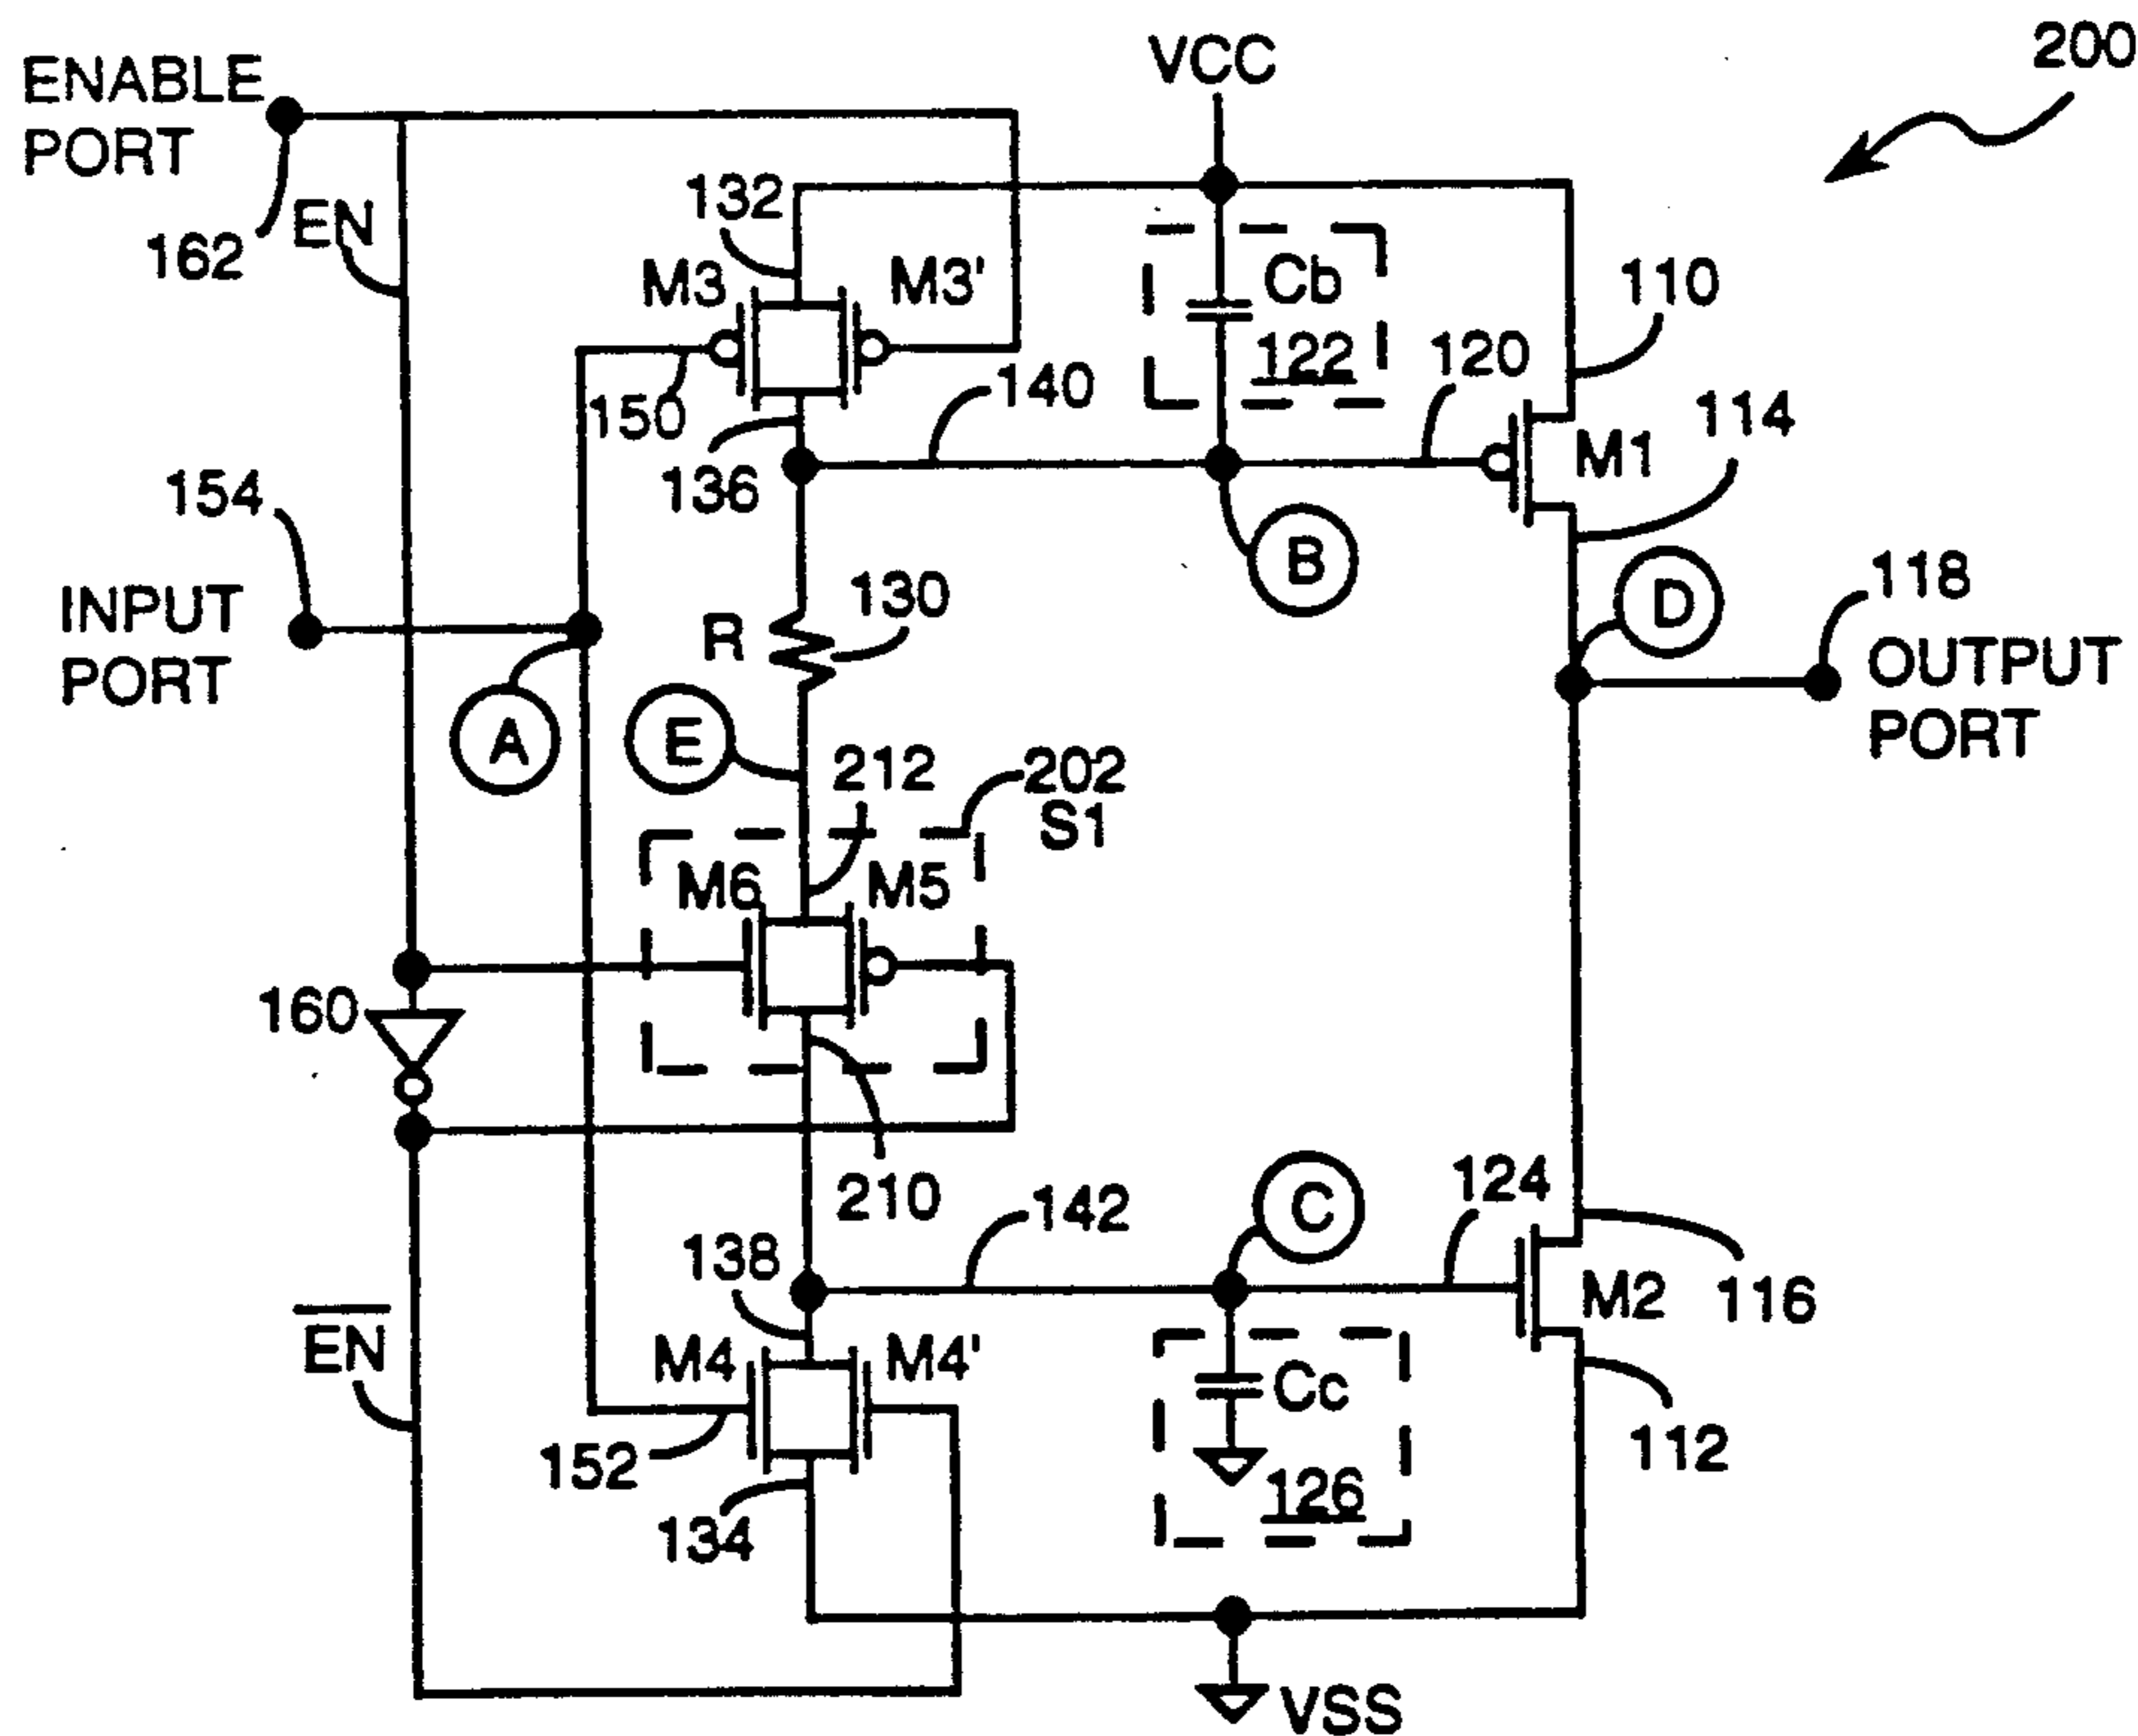 200
VCC
ENABLE
PORT
162
EN
132
M3
M3'
Cb
122
110
150
136
140
120
M1
114
154
B
INPUT
PORT
R
130
D
118
OUTPUT
PORT
A
E
212
202
S1
M6
M5
160
210
142
C
124
138
M2
116
EN
M4
M4'
Cc
112
152
126
134
VSS